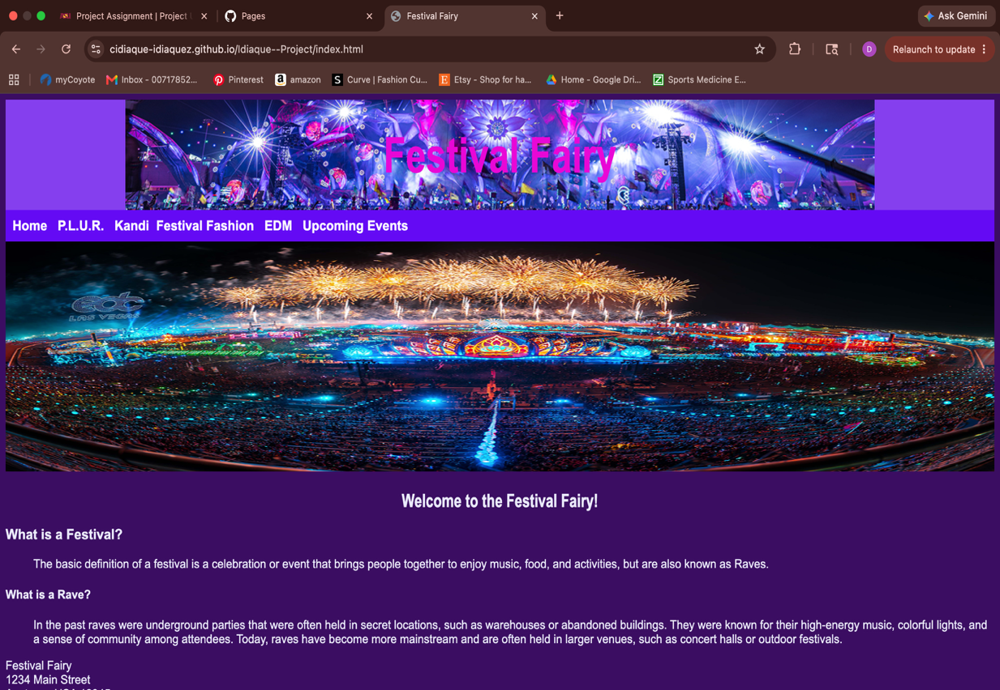 Project Assignment | Project
Pages
Festival Fairy
Ask Gemini
cidiaque-idiaquez.github.io/Idiaque--Project/index.html
D
Relaunch to update
myCoyote
Inbox - 00717852...
Pinterest
amazon
Curve | Fashion Cu...
Etsy - Shop for ha...
Home - Google Dri...
Sports Medicine E...
Festival Fairy
Home P.L.U.R. Kandi Festival Fashion EDM Upcoming Events
edc
LAS VEGAS
Welcome to the Festival Fairy!
What is a Festival?
The basic definition of a festival is a celebration or event that brings people together to enjoy music, food, and activities, but are also known as Raves.
What is a Rave?
In the past raves were underground parties that were often held in secret locations, such as warehouses or abandoned buildings. They were known for their high-energy music, colorful lights, and
a sense of community among attendees. Today, raves have become more mainstream and are often held in larger venues, such as concert halls or outdoor festivals.
Festival Fairy
1234 Main Street